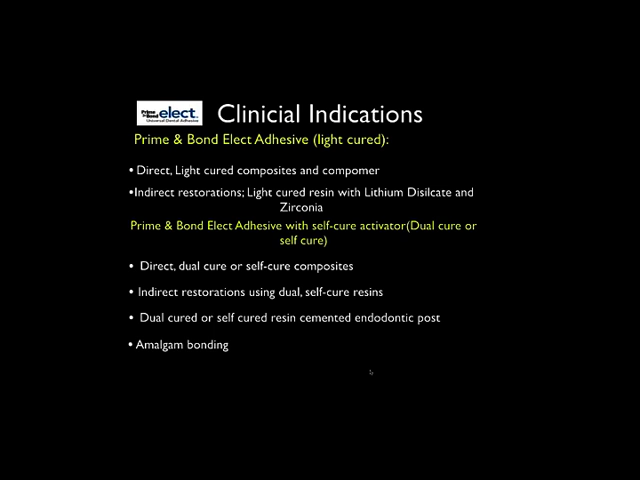 Prime & Bond elect
Universal Dental Adhesive
Clinicial Indications
Prime & Bond Elect Adhesive (light cured):
• Direct, Light cured composites and compomer
•Indirect restorations; Light cured resin with Lithium Disilcate and
Zirconia
Prime & Bond Elect Adhesive with self-cure activator(Dual cure or
self cure)
• Direct, dual cure or self-cure composites
• Indirect restorations using dual, self-cure resins
• Dual cured or self cured resin cemented endodontic post
• Amalgam bonding